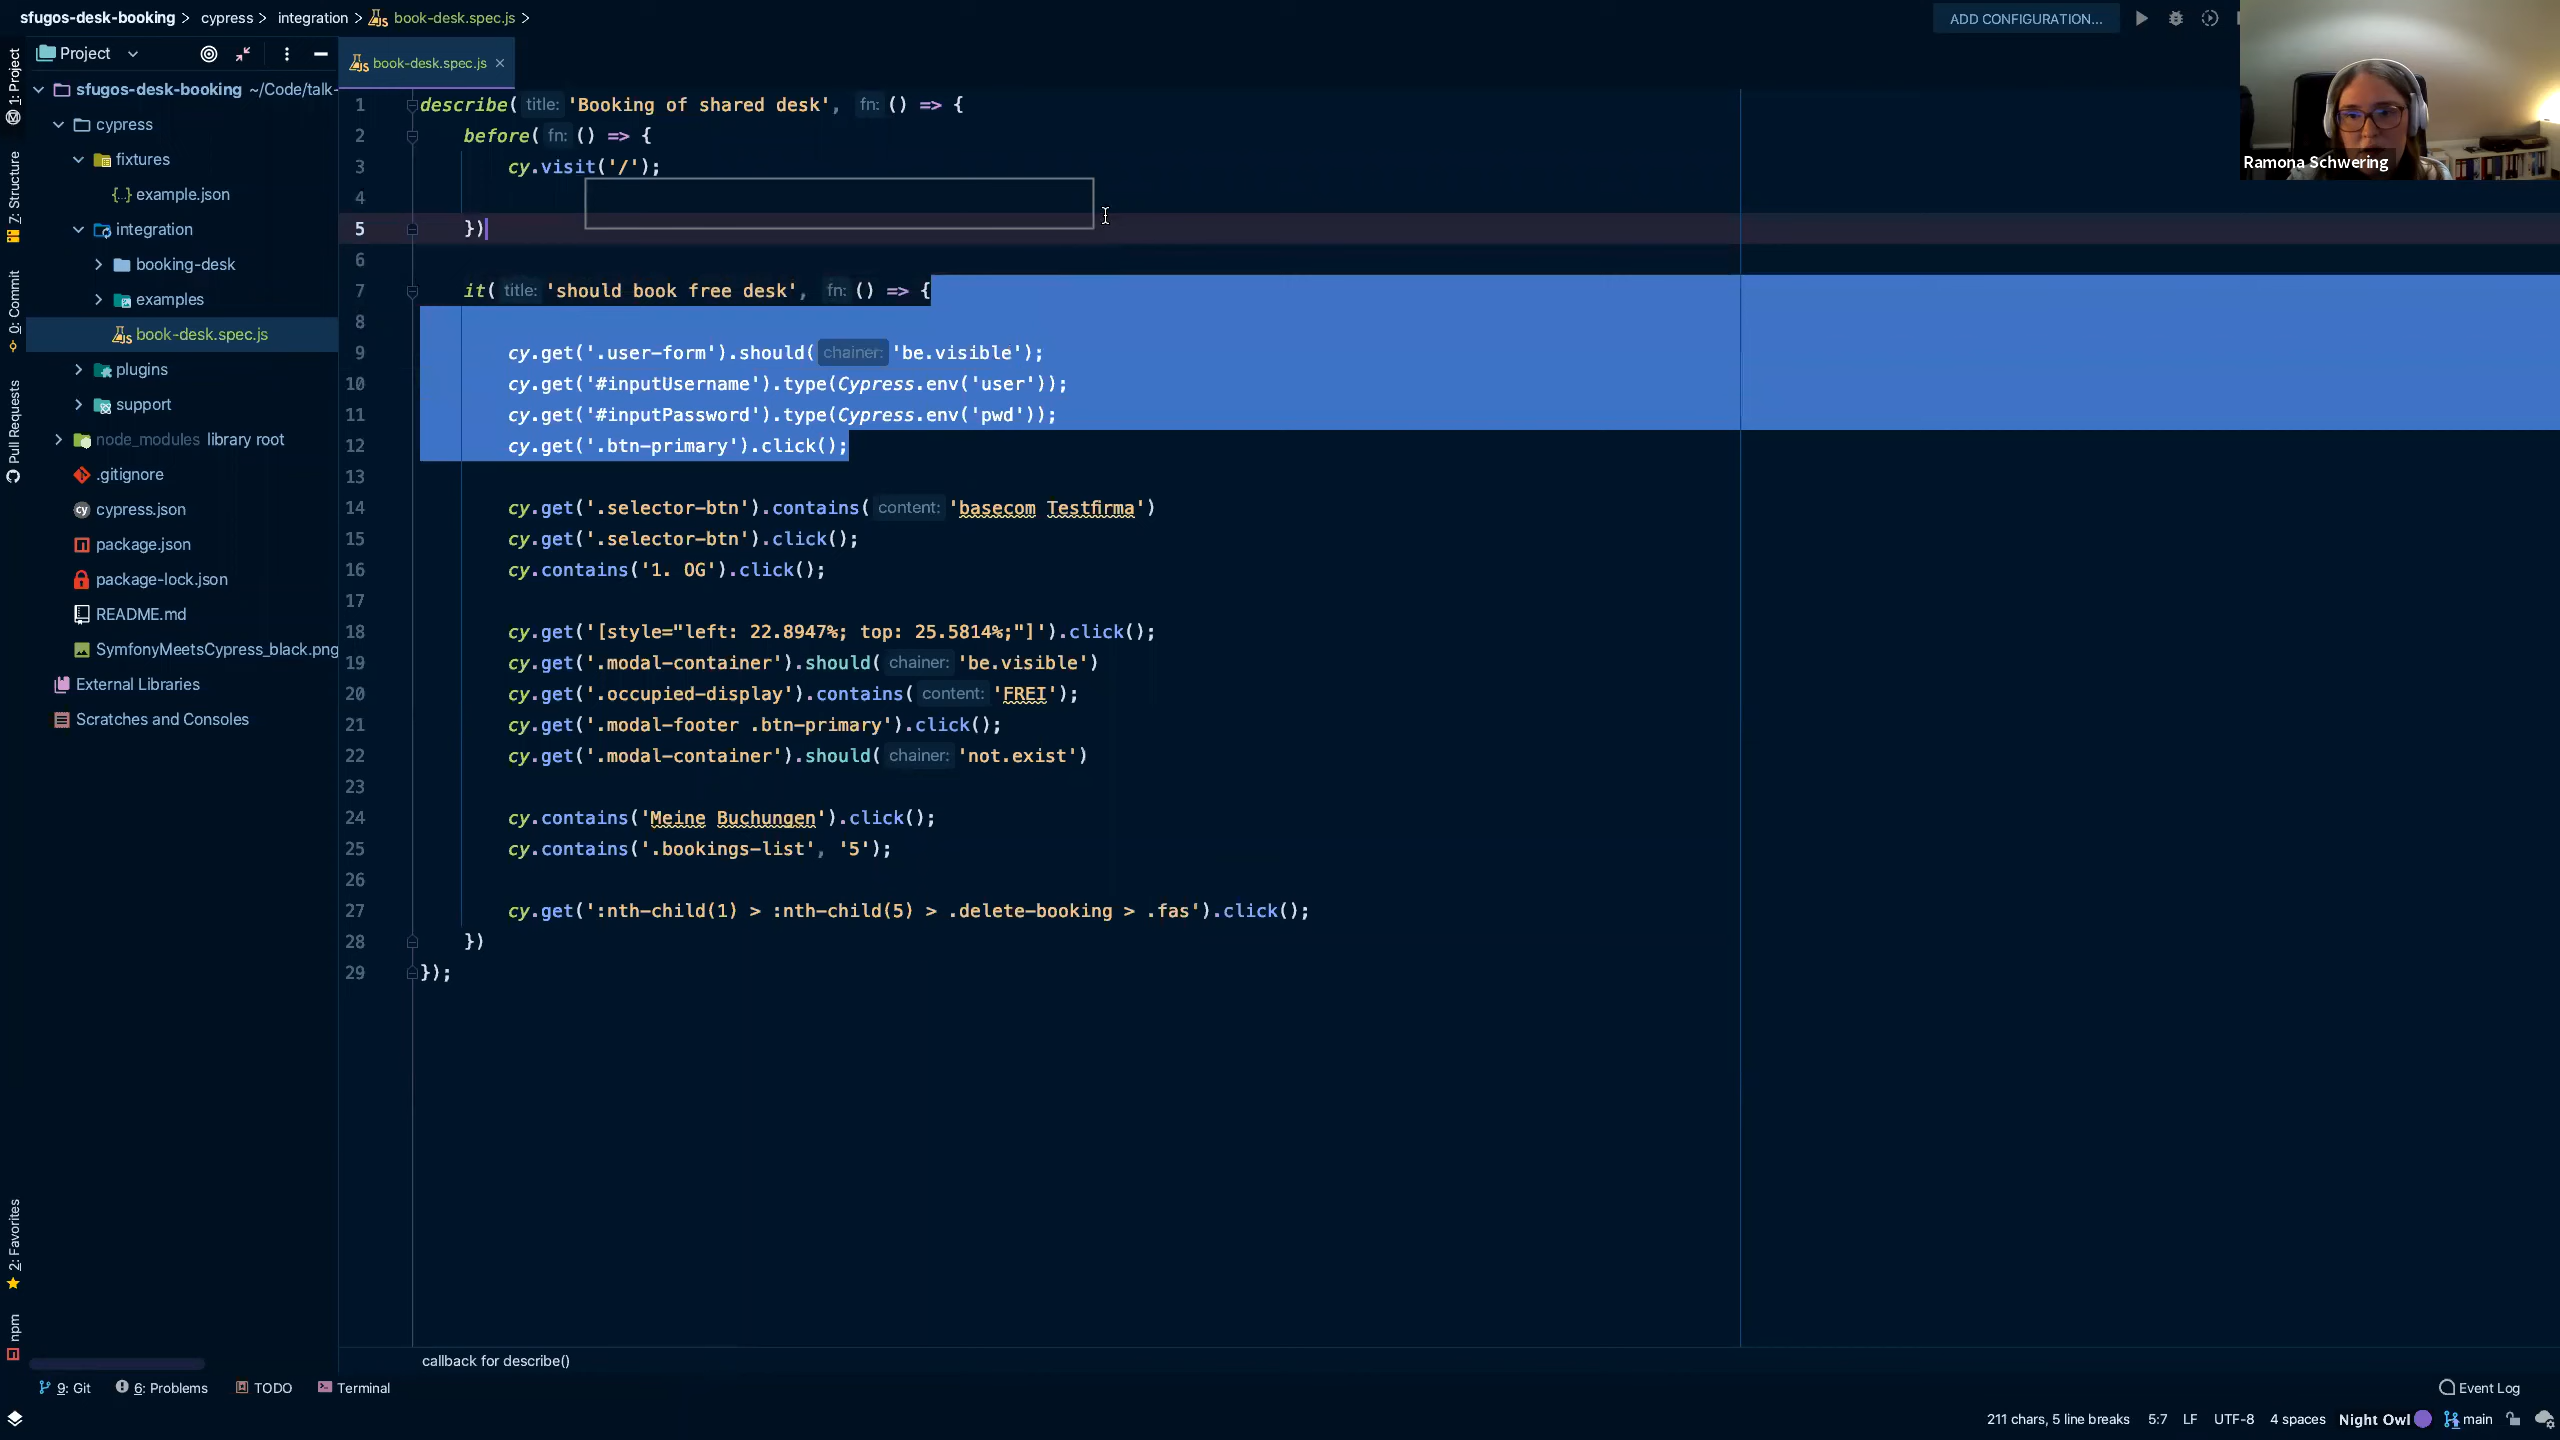 sfugos-desk-booking > cypress > integration > book-desk.spec.js >
ADD CONFIGURATION...
Ramona Schwering
1: Project
7: Structure
0: Commit
Pull Requests
2: Favorites
npm
Project
sfugos-desk-booking ~/Code/talk-
cypress
fixtures
example.json
integration
booking-desk
examples
book-desk.spec.js
plugins
support
node_modules library root
.gitignore
cypress.json
package.json
package-lock.json
README.md
SymfonyMeetsCypress_black.png
External Libraries
Scratches and Consoles
book-desk.spec.js
1 describe( title: 'Booking of shared desk', fn: () => {
2 before( fn: () => {
3 cy.visit('/');
4
5 })
6
7 it( title: 'should book free desk', fn: () => {
8
9 cy.get('.user-form').should( chainer: 'be.visible');
10 cy.get('#inputUsername').type(Cypress.env('user'));
11 cy.get('#inputPassword').type(Cypress.env('pwd'));
12 cy.get('.btn-primary').click();
13
14 cy.get('.selector-btn').contains( content: 'basecom Testfirma')
15 cy.get('.selector-btn').click();
16 cy.contains('1. OG').click();
17
18 cy.get('[style="left: 22.8947%; top: 25.5814%;"]').click();
19 cy.get('.modal-container').should( chainer: 'be.visible')
20 cy.get('.occupied-display').contains( content: 'FREI');
21 cy.get('.modal-footer .btn-primary').click();
22 cy.get('.modal-container').should( chainer: 'not.exist')
23
24 cy.contains('Meine Buchungen').click();
25 cy.contains('.bookings-list', '5');
26
27 cy.get(':nth-child(1) > :nth-child(5) > .delete-booking > .fas').click();
28 })
29 });
callback for describe()
9: Git 6: Problems TODO Terminal
Event Log
211 chars, 5 line breaks 5:7 LF UTF-8 4 spaces Night Owl main